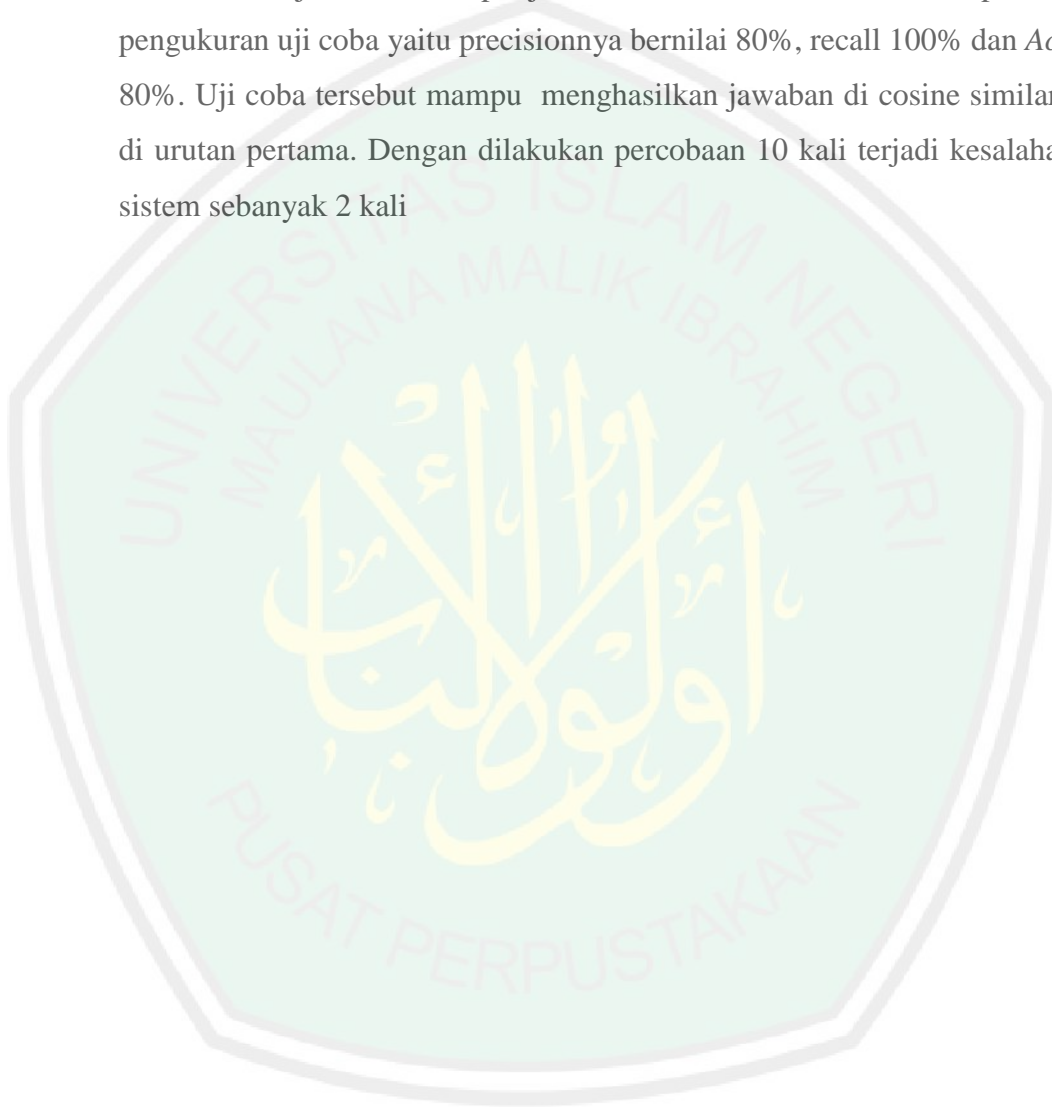 pengukuran uji coba yaitu precisionnya bernilai 80%, recall 100% dan
80%. Uji coba tersebut mampu menghasilkan jawaban di cosine
di urutan pertama. Dengan dilakukan percobaan 10 kali terjadi
sistem sebanyak 2 kali
UNIVERSITAS ISLAM NEGERI
MAULANA MALIK IBRAHIM
أولوا الألباب
PUSAT PERPUSTAKAAN